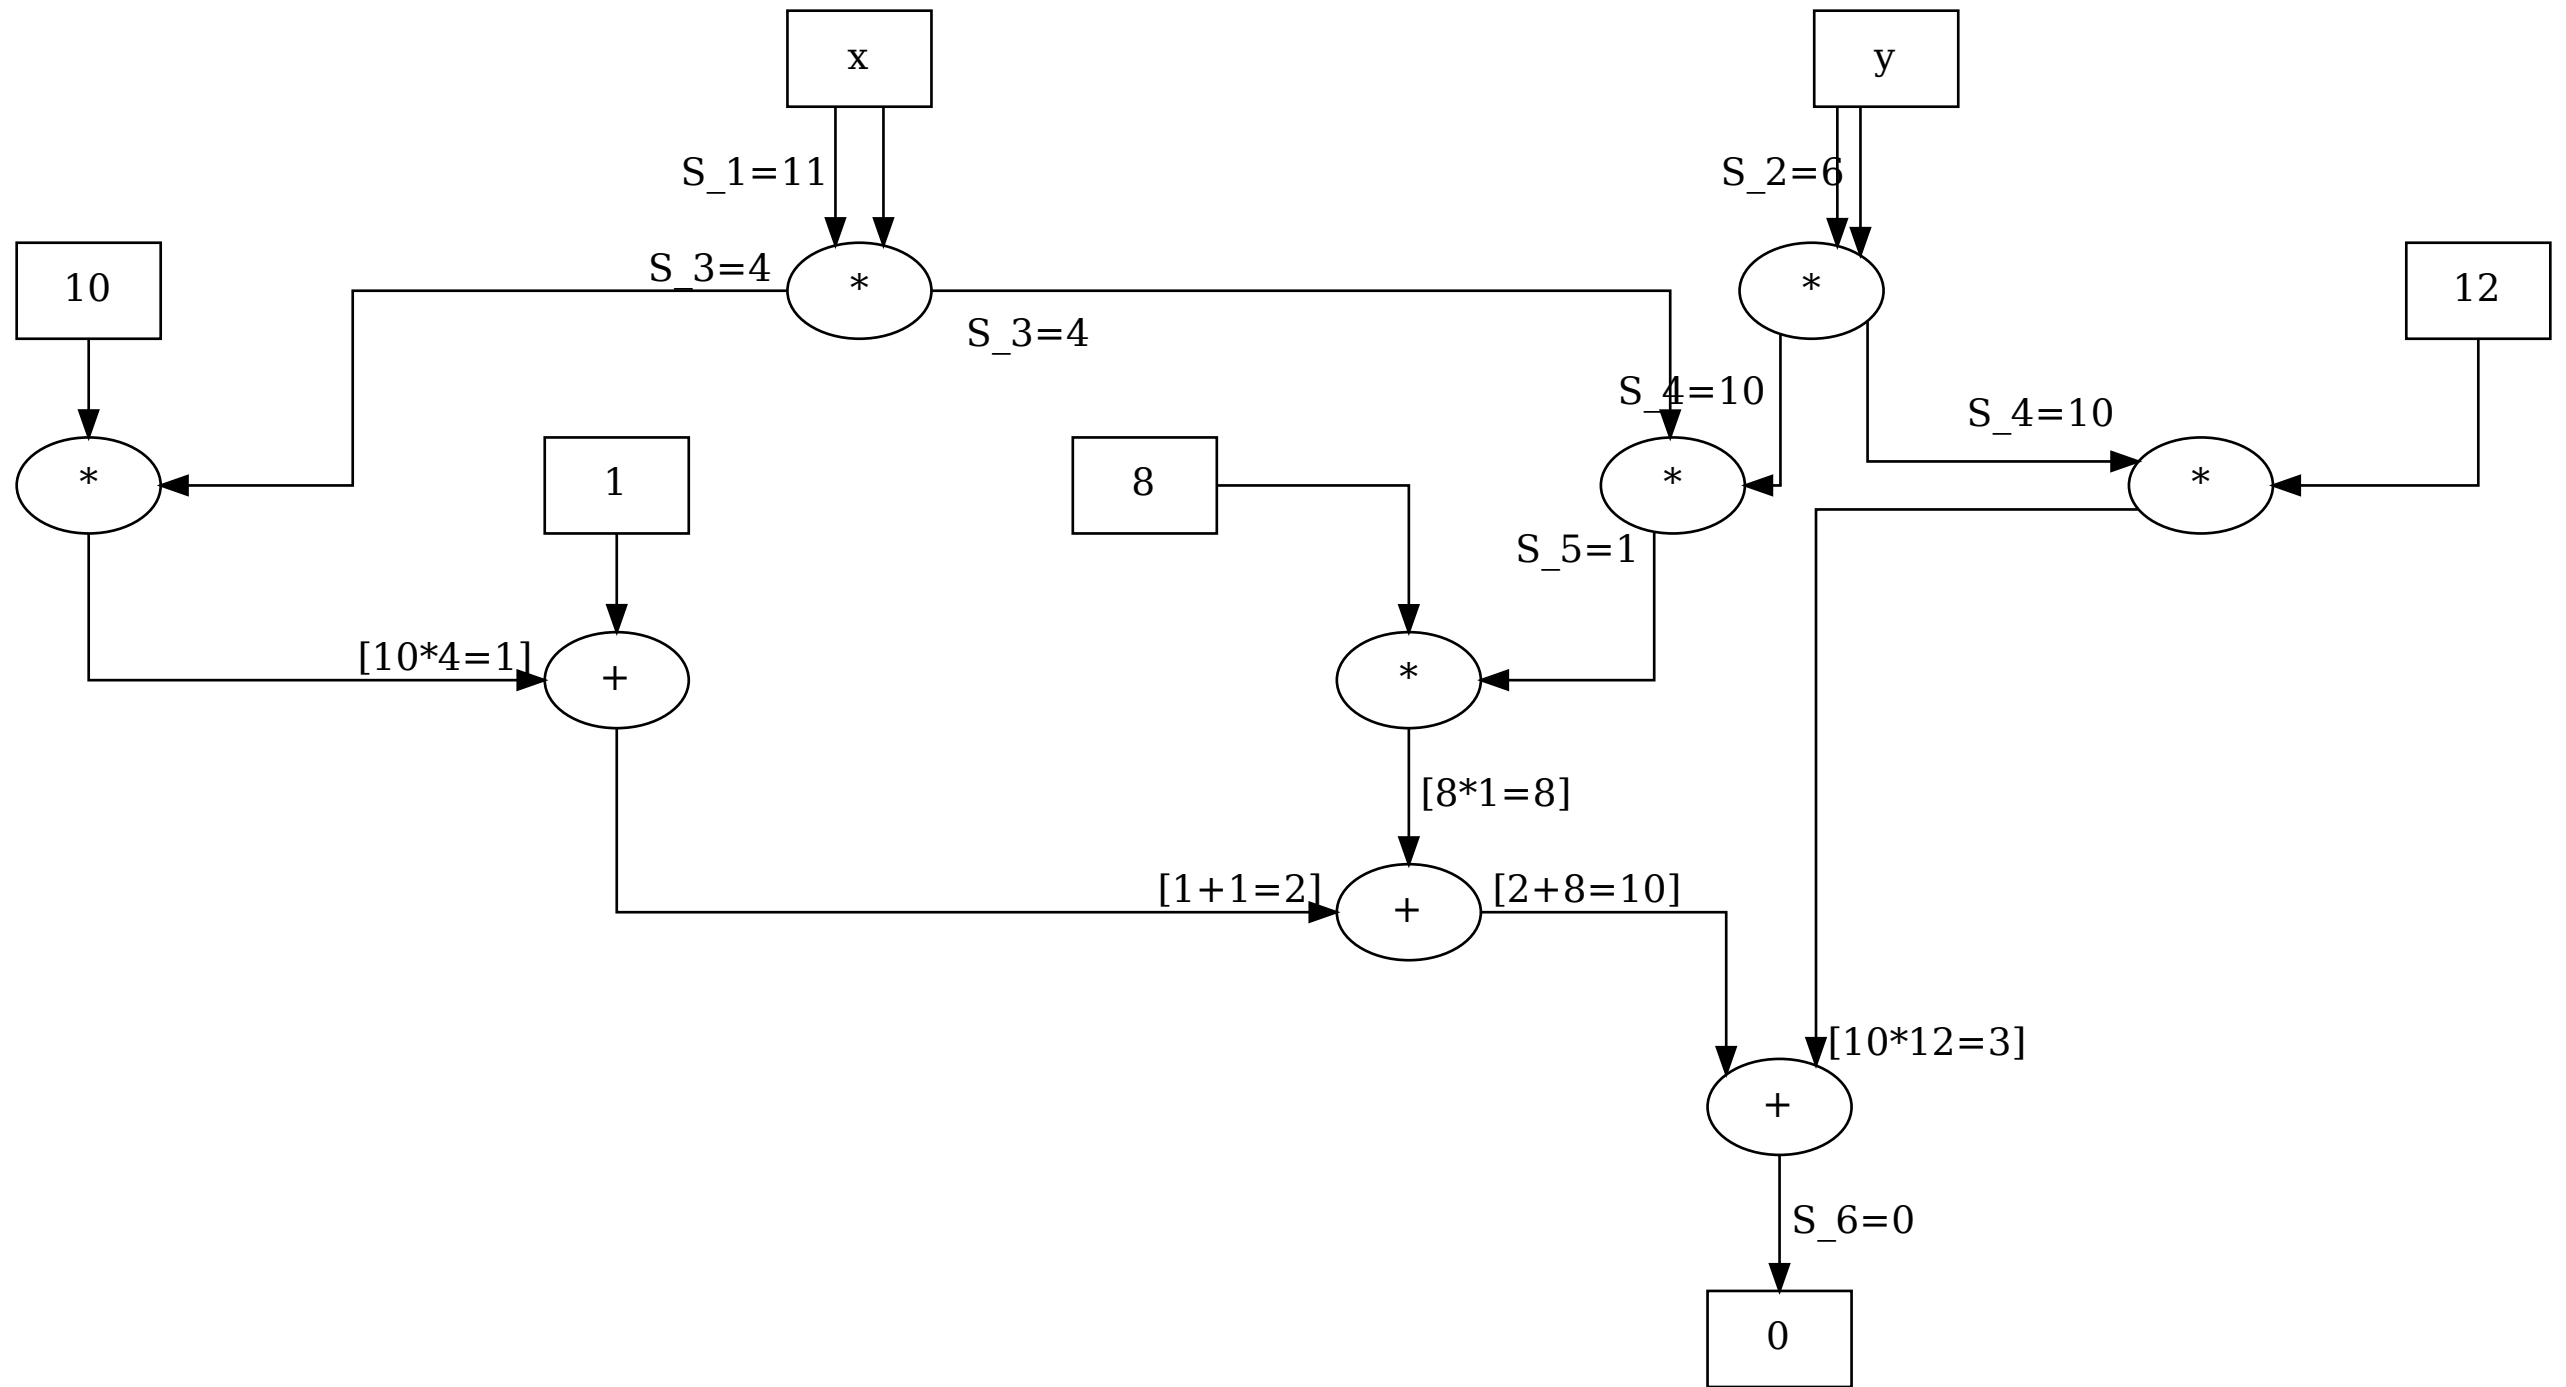 x
y
S_1=11
S_2=6
S_3=4
10
*
*
12
S_3=4
S_4=10
S_4=10
*
1
8
*
*
S_5=1
[10*4=1]
+
*
[8*1=8]
[1+1=2]
+
[2+8=10]
[10*12=3]
+
S_6=0
0